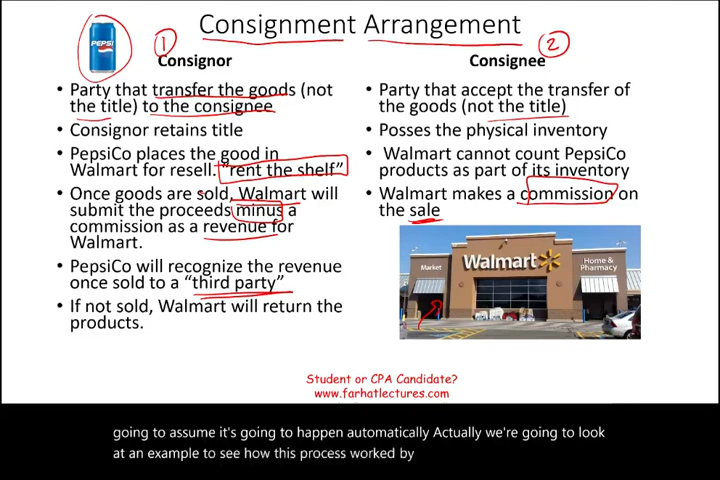 Consignment Arrangement
PEPSI
1
Consignor
• Party that transfer the goods (not
the title) to the consignee
• Consignor retains title
• PepsiCo places the good in
Walmart for resell. “rent the shelf”
• Once goods are sold, Walmart will
submit the proceeds minus a
commission as a revenue for
Walmart.
• PepsiCo will recognize the revenue
once sold to a “third party”
• If not sold, Walmart will return the
products.
2
Consignee
• Party that accept the transfer of
the goods (not the title)
• Posses the physical inventory
• Walmart cannot count PepsiCo
products as part of its inventory
• Walmart makes a commission on
the sale
Market
Walmart
Home &
Pharmacy
Student or CPA Candidate?
www.farhatlectures.com
going to assume it's going to happen automatically Actually we're going to look
at an example to see how this process worked by